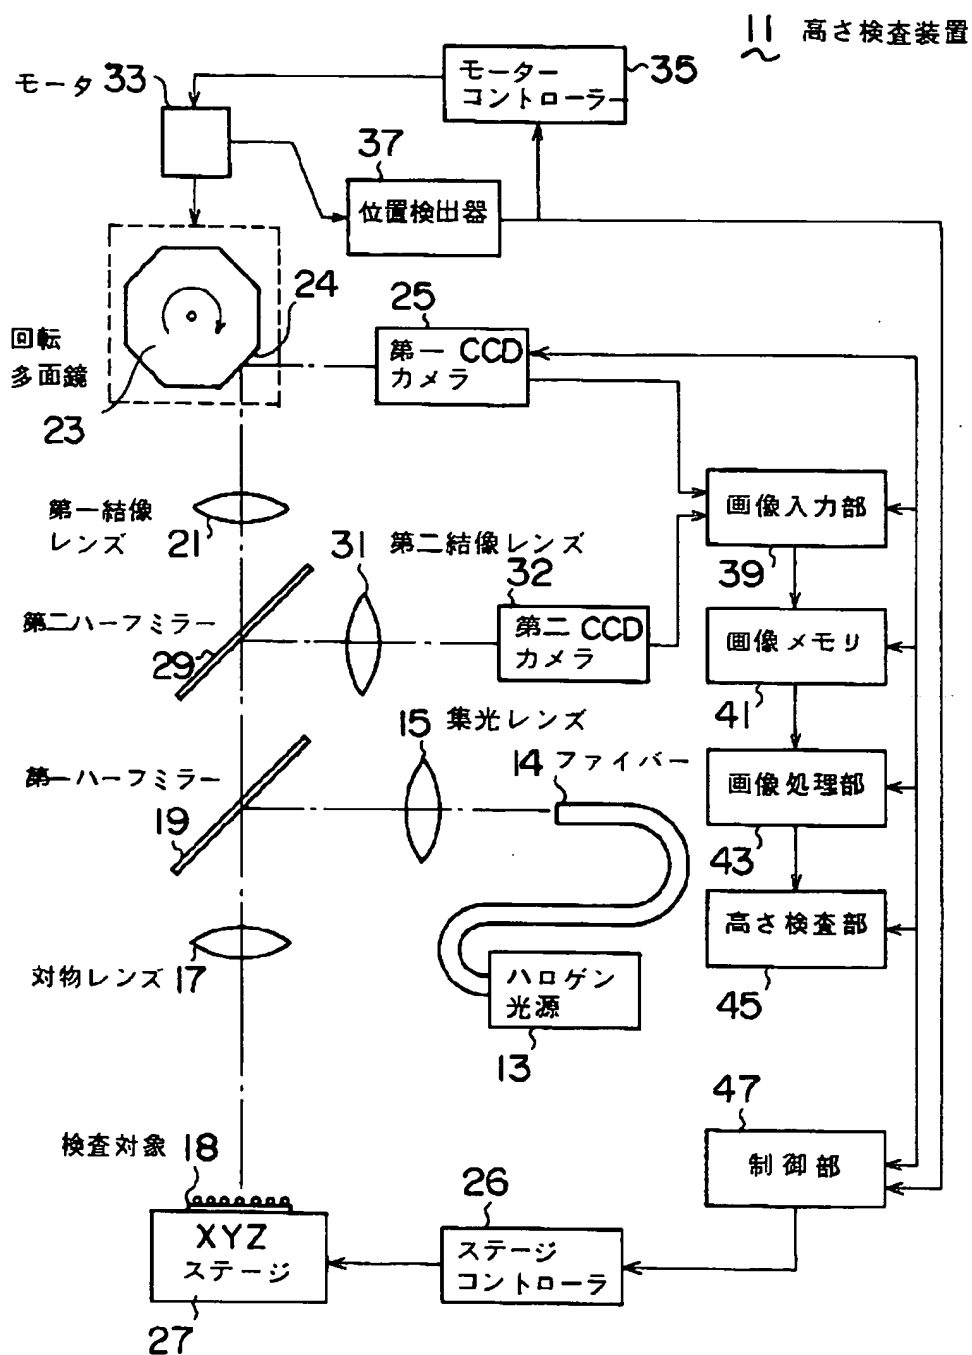 11 高さ検査装置
モータ 33
モーター
コントローラー
35
37
位置検出器
24
25
第一 CCD
カメラ
回転
多面鏡
23
第一結像
レンズ
21
31 第二結像レンズ
32
第二 CCD
カメラ
画像入力部
39
第二ハーフミラー
29
画像メモリ
41
15 集光レンズ
14 ファイバー
第一ハーフミラー
19
画像処理部
43
高さ検査部
45
対物レンズ 17
ハロゲン
光源
13
47
制御部
検査対象 18
26
XYZ
ステージ
27
ステージ
コントローラ